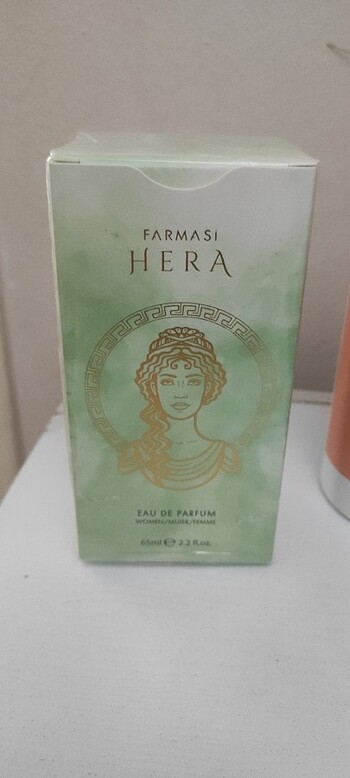 FARMASİ
HERA
EAU DE PARFUM
WOMEN/MUJER/FEMME
65ml ℮ 2.2 fl.oz.